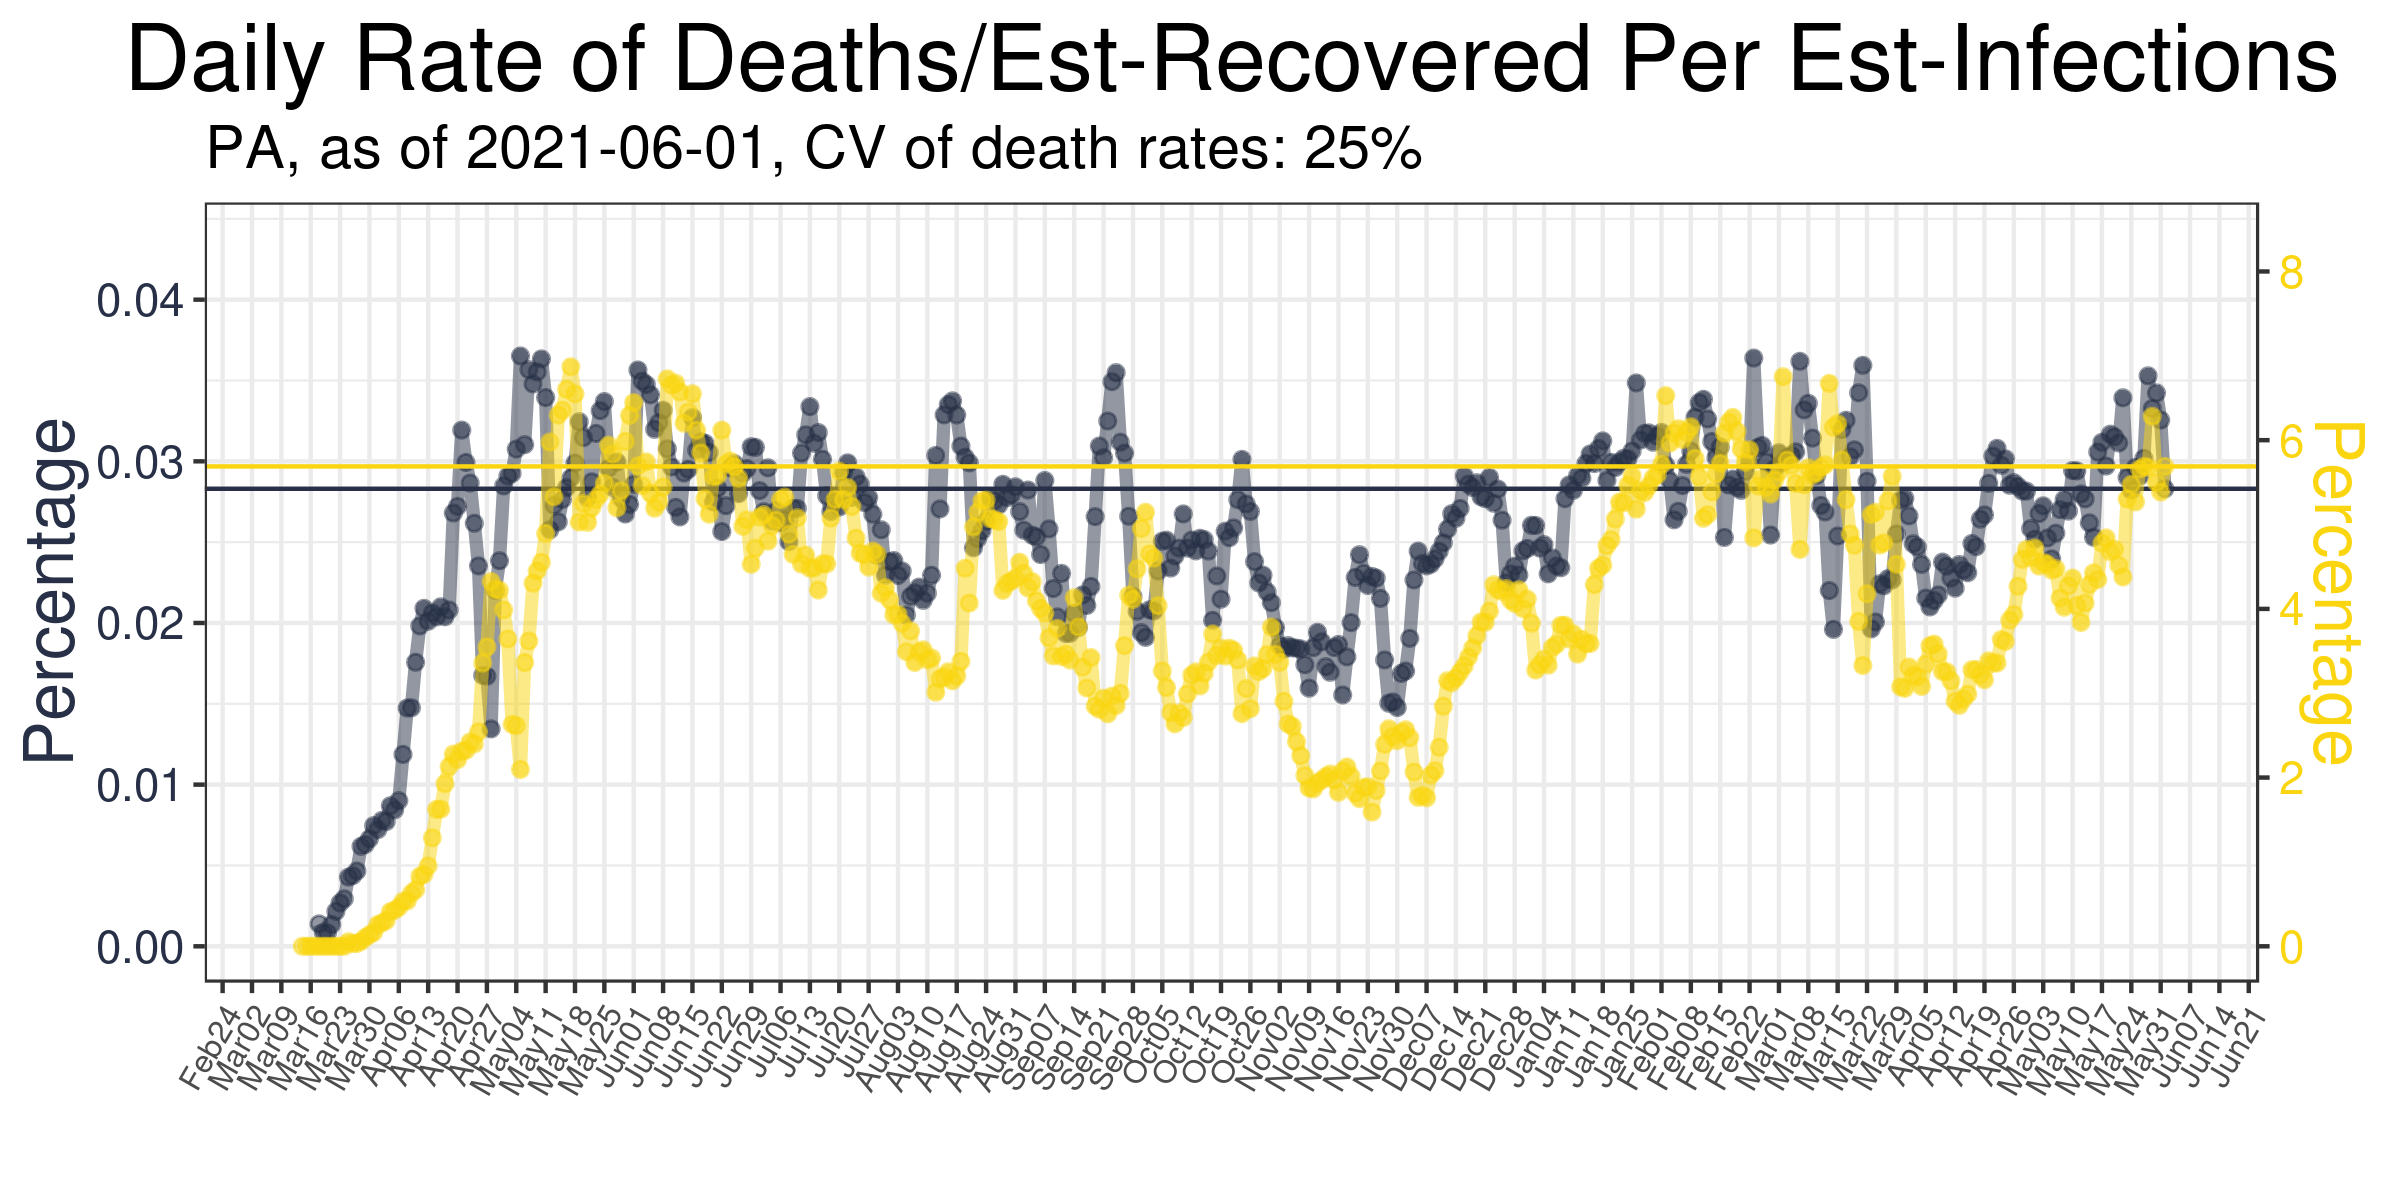 Daily Rate of Deaths/Est-Recovered Per Est-Infections
PA, as of 2021-06-01, CV of death rates: 25%
Percentage
0.04
0.03
0.02
0.01
0.00
8
6
4
2
0
Percentage
Feb24
Mar02
Mar09
Mar16
Mar23
Mar30
Apr06
Apr13
Apr20
Apr27
May04
May11
May18
May25
Jun01
Jun08
Jun15
Jun22
Jun29
Jul06
Jul13
Jul20
Jul27
Aug03
Aug10
Aug17
Aug24
Aug31
Sep07
Sep14
Sep21
Sep28
Oct05
Oct12
Oct19
Oct26
Nov02
Nov09
Nov16
Nov23
Nov30
Dec07
Dec14
Dec21
Dec28
Jan04
Jan11
Jan18
Jan25
Feb01
Feb08
Feb15
Feb22
Mar01
Mar08
Mar15
Mar22
Mar29
Apr05
Apr12
Apr19
Apr26
May03
May10
May17
May24
May31
Jun07
Jun14
Jun21